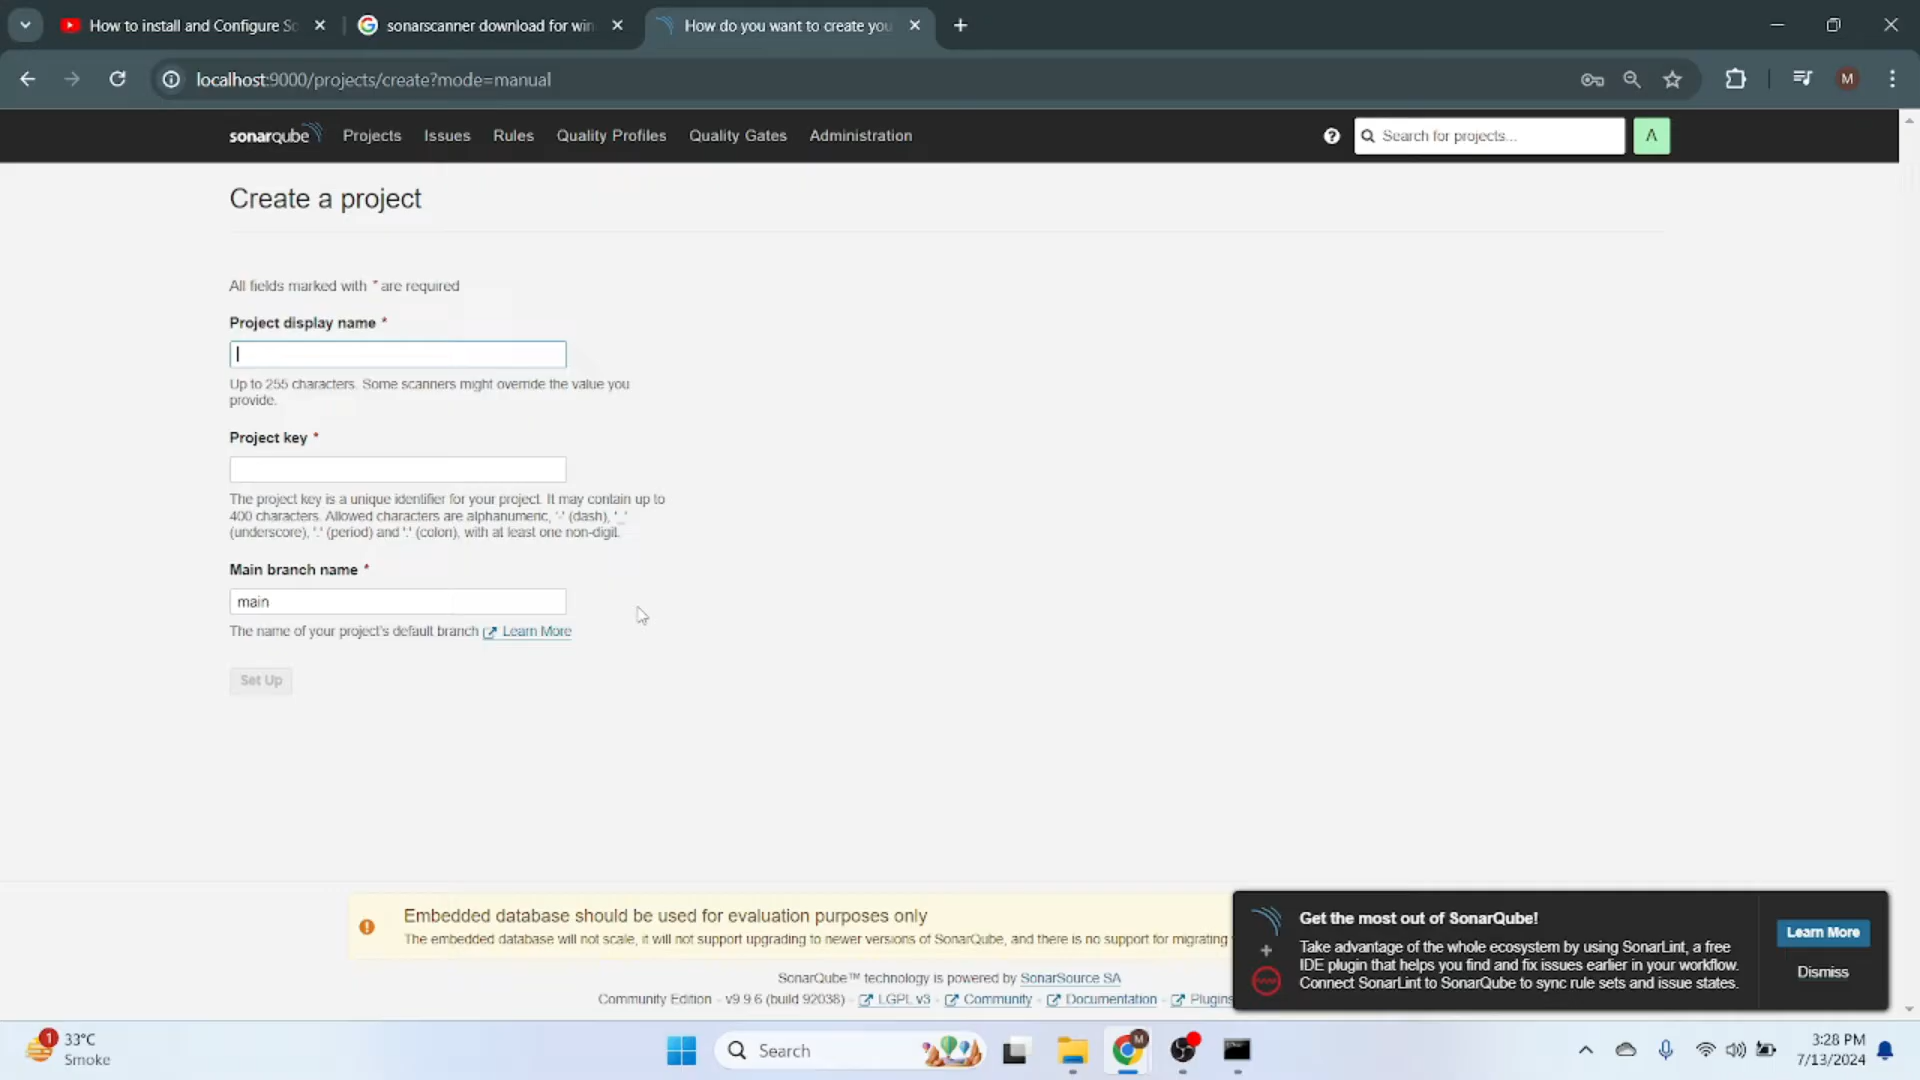 How to install and Configure So
sonarscanner download for win
How do you want to create you
localhost:9000/projects/create?mode=manual
M
sonarqube
Projects
Issues
Rules
Quality Profiles
Quality Gates
Administration
Search for projects...
A
Create a project
All fields marked with * are required
Project display name *
Up to 255 characters. Some scanners might override the value you
provide.
Project key *
The project key is a unique identifier for your project. It may contain up to
400 characters. Allowed characters are alphanumeric, '-' (dash), '_'
(underscore), '.' (period) and ':' (colon), with at least one non-digit.
Main branch name *
main
The name of your project's default branch Learn More
Set Up
Embedded database should be used for evaluation purposes only
The embedded database will not scale, it will not support upgrading to newer versions of SonarQube, and there is no support for migrating
SonarQube™ technology is powered by SonarSource SA
Community Edition - v9.9.6 (build 92038) - LGPL v3 - Community - Documentation - Plugins
Get the most out of SonarQube!
Take advantage of the whole ecosystem by using SonarLint, a free
IDE plugin that helps you find and fix issues earlier in your workflow.
Connect SonarLint to SonarQube to sync rule sets and issue states.
Learn More
Dismiss
1
33°C
Smoke
Search
M
3:28 PM
7/13/2024